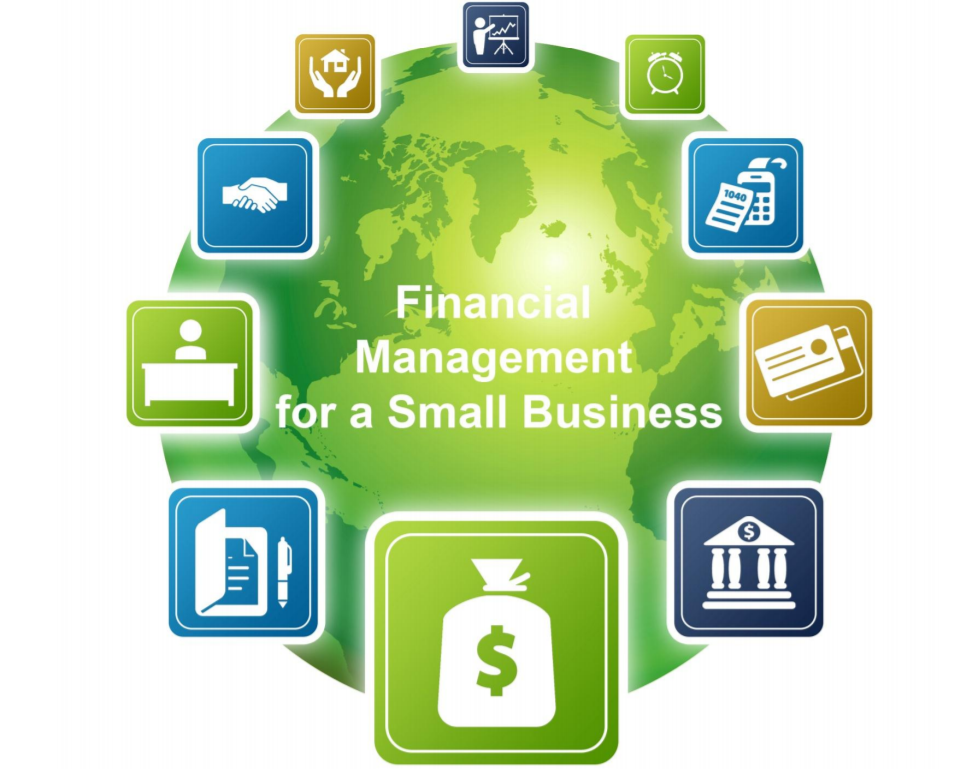 1040
Financial
Management
for a Small Business
$
$